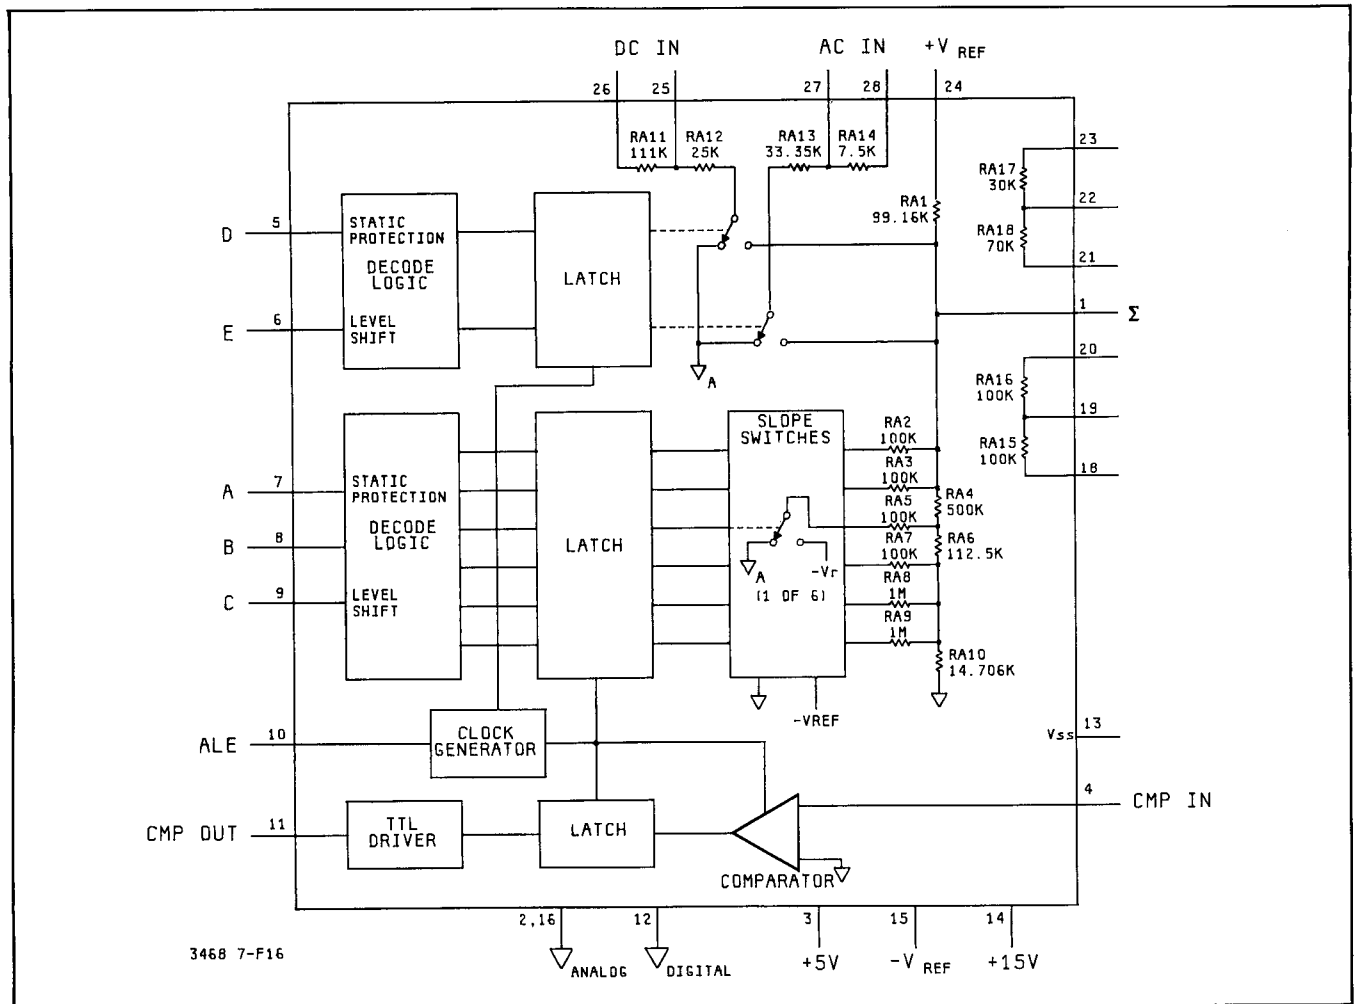 DC IN
AC IN
+V REF
26
25
27
28
24
RA11
111K
RA12
25K
RA13
33.35K
RA14
7.5K
23
RA17
30K
22
RA1
99.16K
RA18
70K
21
D
5
STATIC
PROTECTION
DECODE
LOGIC
LATCH
E
6
LEVEL
SHIFT
1
Σ
A
20
RA16
100K
19
RA15
100K
18
SLOPE
SWITCHES
RA2
100K
RA3
100K
RA4
500K
RA5
100K
RA6
112.5K
RA7
100K
RA8
1M
RA9
1M
RA10
14.706K
A
7
STATIC
PROTECTION
DECODE
LOGIC
B
8
LATCH
A
-Vr
(1 OF 6)
C
9
LEVEL
SHIFT
-VREF
ALE
10
CLOCK
GENERATOR
Vss
13
4
CMP IN
CMP OUT
11
TTL
DRIVER
LATCH
COMPARATOR
2,16
12
3
15
14
ANALOG
DIGITAL
+5V
-V REF
+15V
3468 7-F16